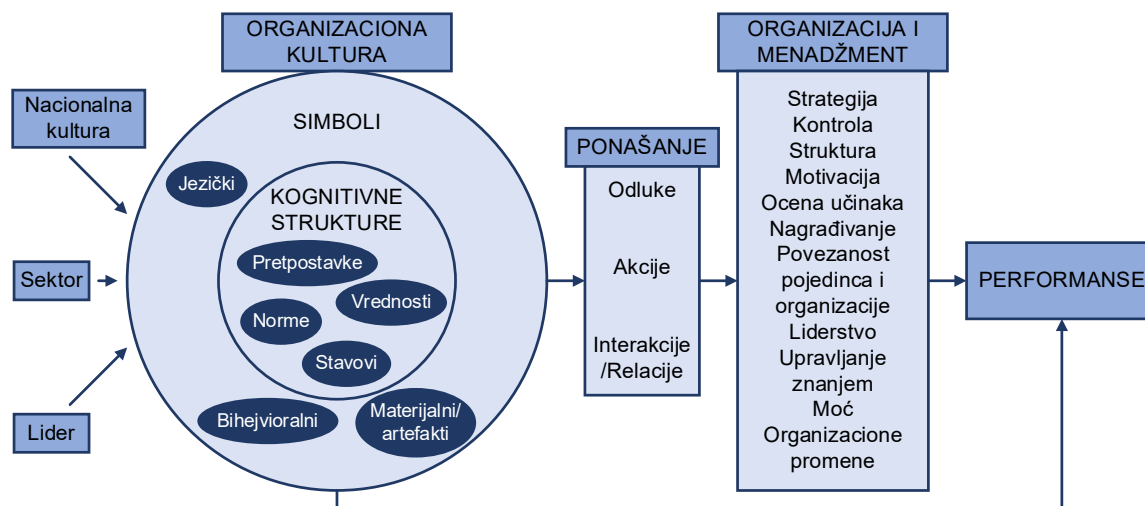 ORGANIZACIONA
KULTURA
ORGANIZACIJA I
MENADŽMENT
Nacionalna
kultura
Sektor
Lider
SIMBOLI
Jezički
KOGNITIVNE
STRUKTURE
Pretpostavke
Vrednosti
Norme
Stavovi
Bihejvioralni
Materijalni/
artefakti
PONAŠANJE
Odluke
Akcije
Interakcije
/Relacije
Strategija
Kontrola
Struktura
Motivacija
Ocena učinaka
Nagrađivanje
Povezanost
pojedinca i
organizacije
Liderstvo
Upravljanje
znanjem
Moć
Organizacione
promene
PERFORMANSE